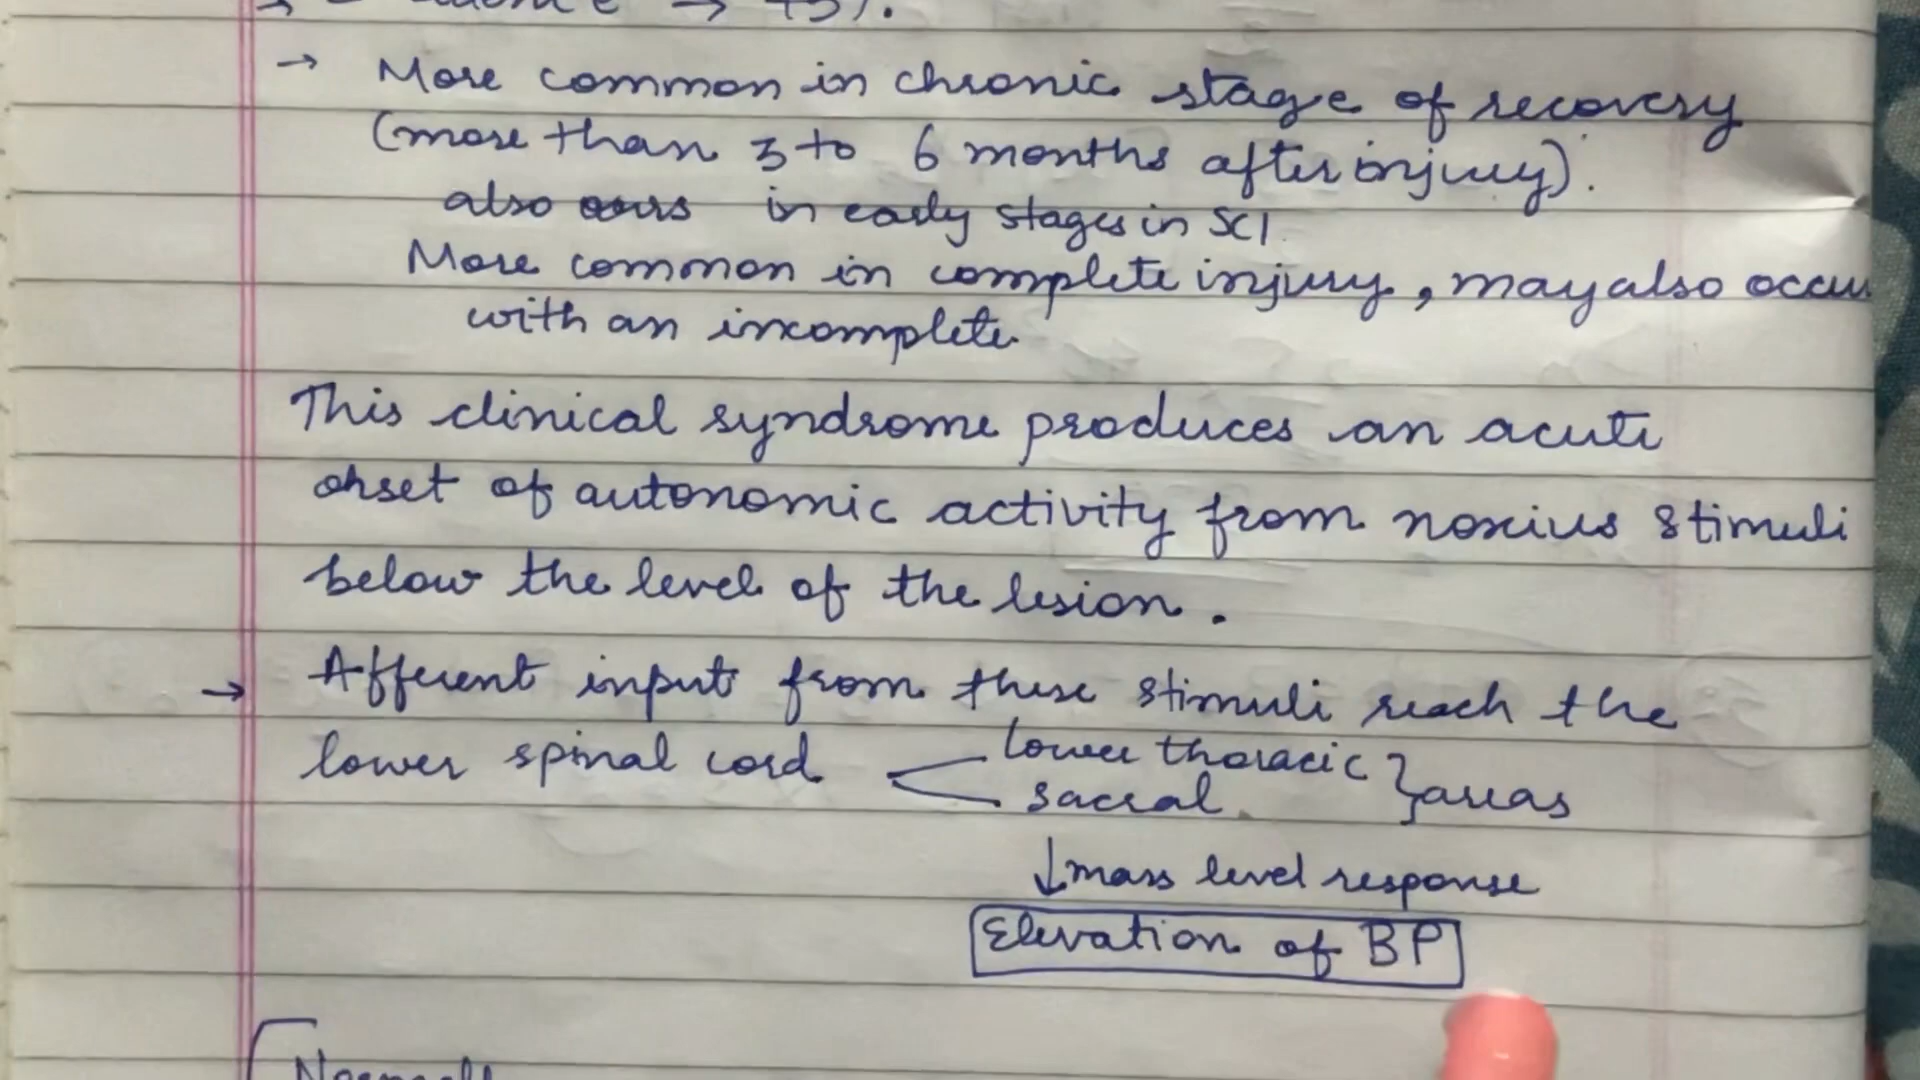 → More common in chronic stage of recovery
(more than 3 to 6 months after injury).
also occurs in early stages in SCI
More common in complete injury, may also occur
with an incomplete
This clinical syndrome produces an acute
onset of autonomic activity from noxius stimuli
below the level of the lesion.
→ Afferent input from these stimuli reach the
lower spinal cord < lower thoracic } areas
sacral
↓ mass level response
Elevation of BP